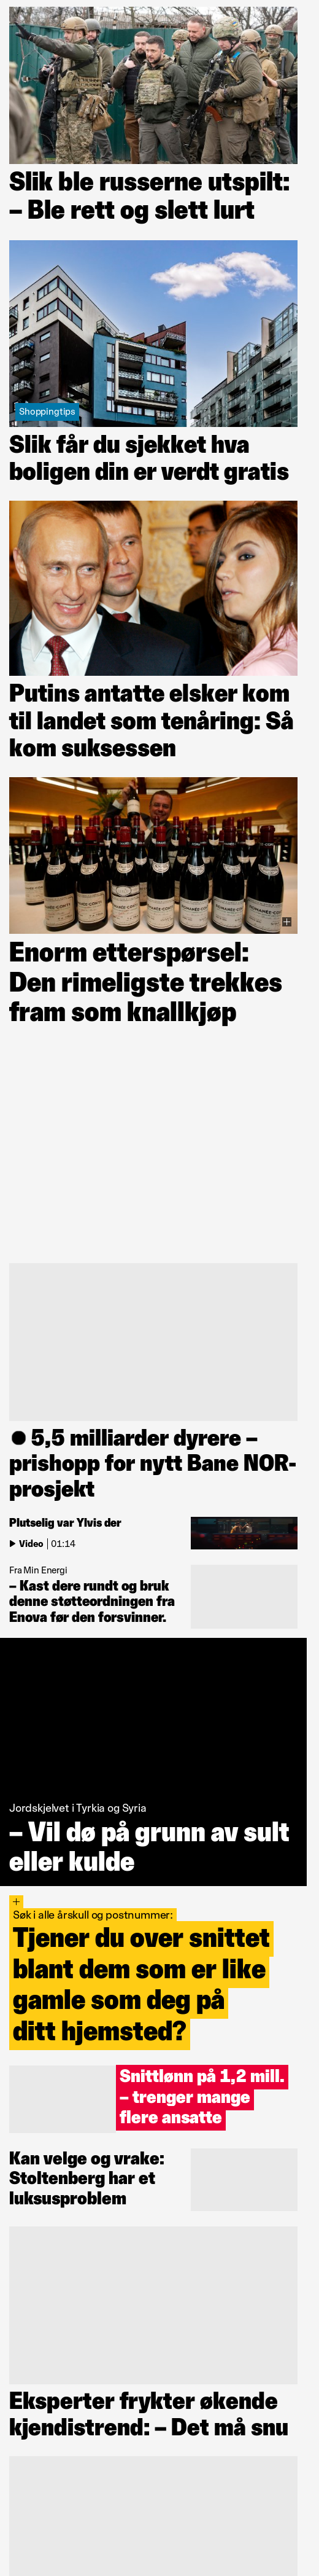 Slik ble russerne utspilt:
– Ble rett og slett lurt
Shoppingtips
Slik får du sjekket hva
boligen din er verdt gratis
Putins antatte elsker kom
til landet som tenåring: Så
kom suksessen
Enorm etterspørsel:
Den rimeligste trekkes
fram som knallkjøp
5,5 milliarder dyrere –
prishopp for nytt Bane NOR-
prosjekt
Plutselig var Ylvis der
Video | 01:14
Fra Min Energi
– Kast dere rundt og bruk
denne støtteordningen fra
Enova før den forsvinner.
Jordskjelvet i Tyrkia og Syria
– Vil dø på grunn av sult
eller kulde
+
Søk i alle årskull og postnummer:
Tjener du over snittet
blant dem som er like
gamle som deg på
ditt hjemsted?
Snittlønn på 1,2 mill.
– trenger mange
flere ansatte
Kan velge og vrake:
Stoltenberg har et
luksusproblem
Eksperter frykter økende
kjendistrend: – Det må snu